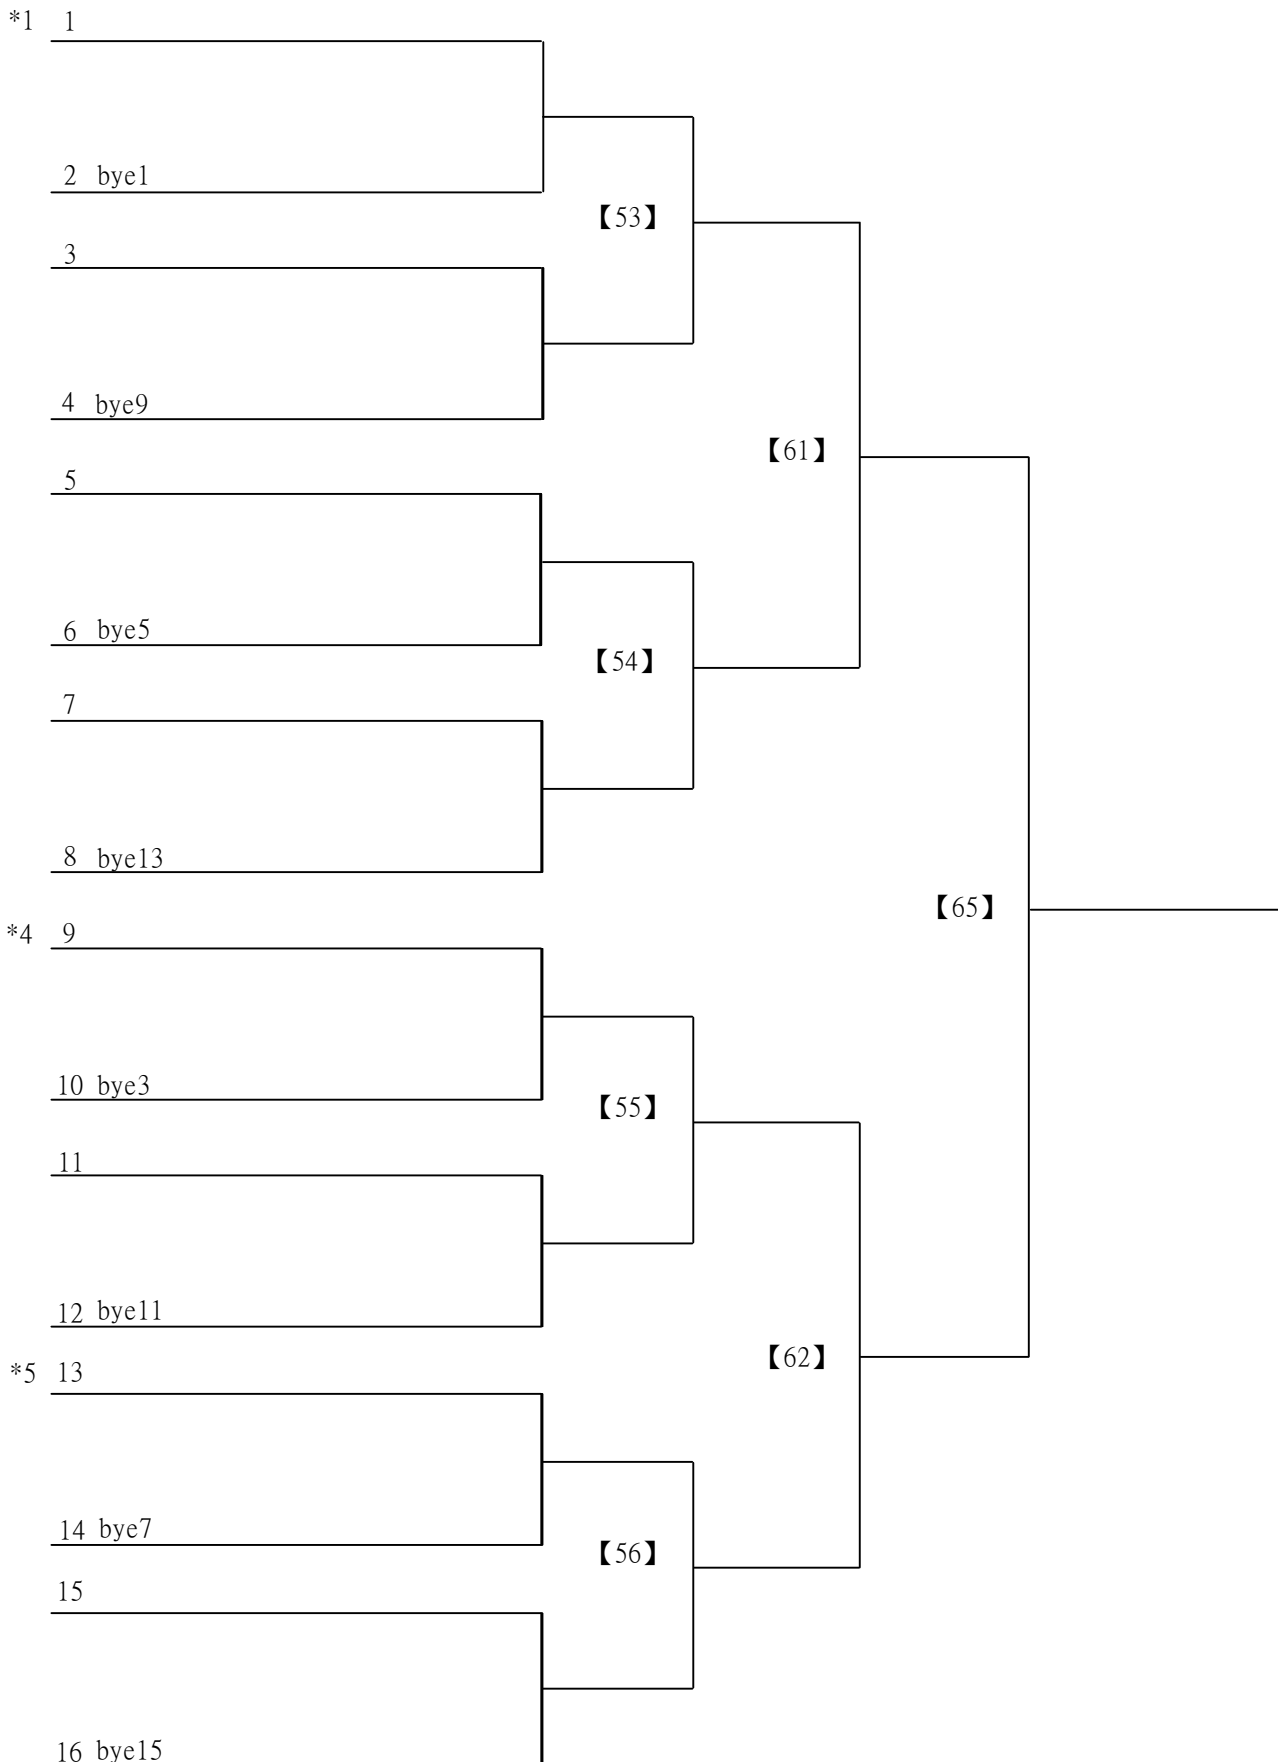 *1 1
2 bye1
【53】
3
4 bye9
【61】
5
6 bye5
【54】
7
8 bye13
【65】
*4 9
10 bye3
【55】
11
12 bye11
【62】
*5 13
14 bye7
【56】
15
16 bye15